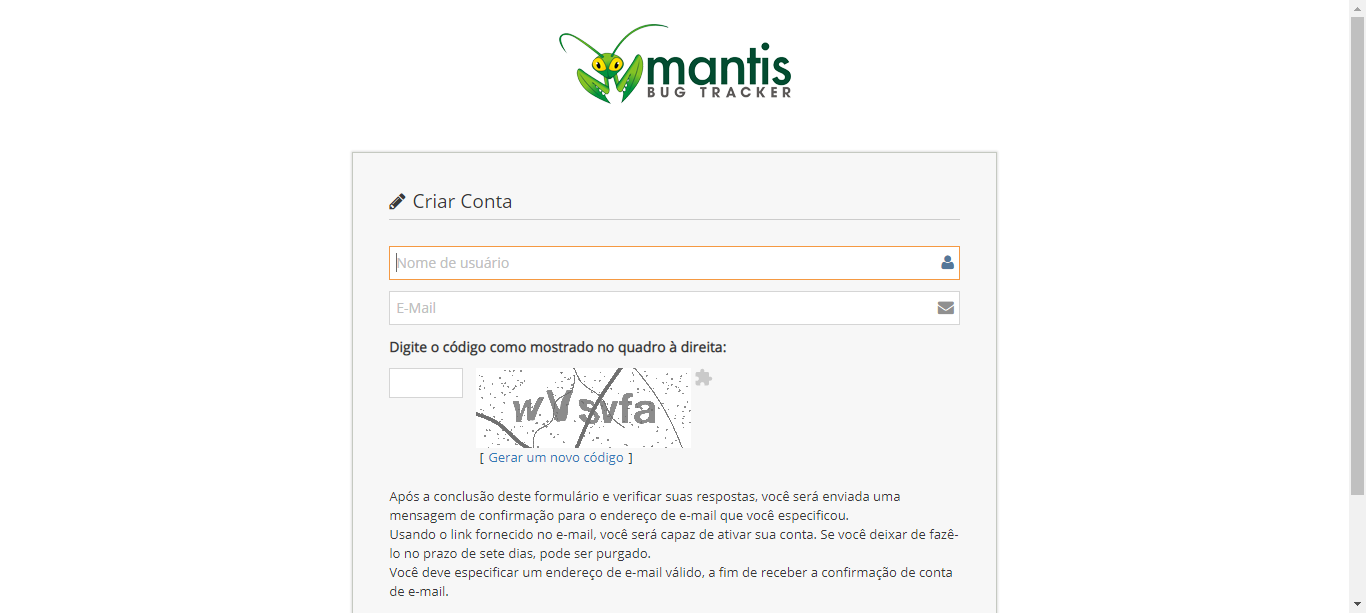 mantis
BUG TRACKER
Criar Conta
Nome de usuário
E-Mail
Digite o código como mostrado no quadro à direita:
[ Gerar um novo código ]
Após a conclusão deste formulário e verificar suas respostas, você será enviada uma
mensagem de confirmação para o endereço de e-mail que você especificou.
Usando o link fornecido no e-mail, você será capaz de ativar sua conta. Se você deixar de fazê-
lo no prazo de sete dias, pode ser purgado.
Você deve especificar um endereço de e-mail válido, a fim de receber a confirmação de conta
de e-mail.